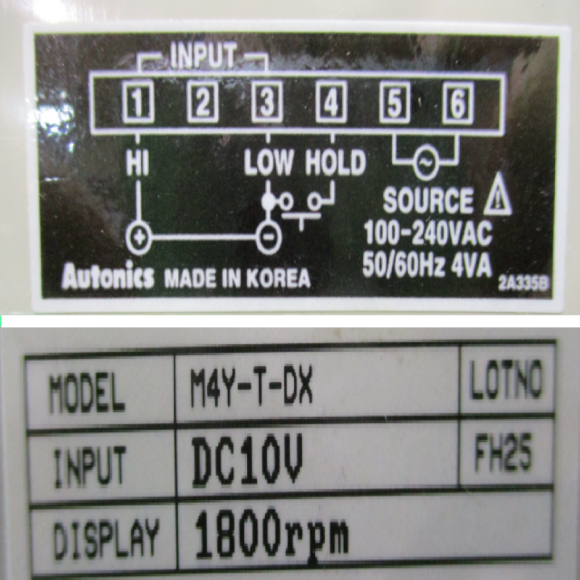 INPUT
1 2 3 4 5 6
HI LOW HOLD ~
SOURCE
+ − 100-240VAC
50/60Hz 4VA
Autonics MADE IN KOREA 2A335B
MODEL M4Y-T-DX LOTNO
INPUT DC10V FH25
DISPLAY 1800rpm